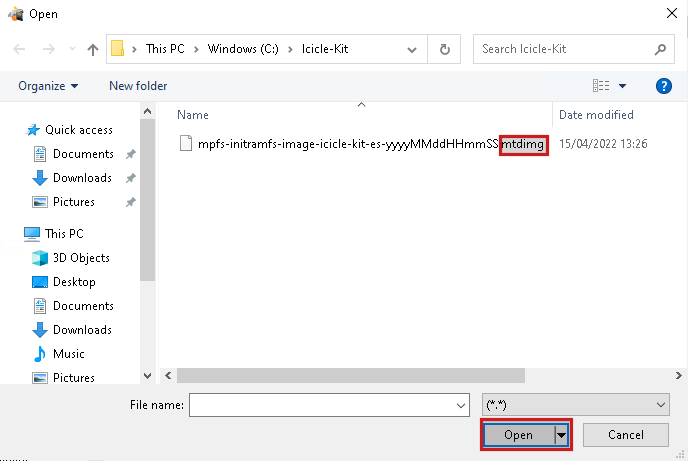 Open
This PC > Windows (C:) > Icicle-Kit
Search Icicle-Kit
Organize
New folder
Name
Date modified
Quick access
Documents
Downloads
Pictures
This PC
3D Objects
Desktop
Documents
Downloads
Music
Pictures
mpfs-initramfs-image-icicle-kit-es-yyyyMMddHHmmSS.mtdimg
15/04/2022 13:26
File name:
(*.*)
Open
Cancel